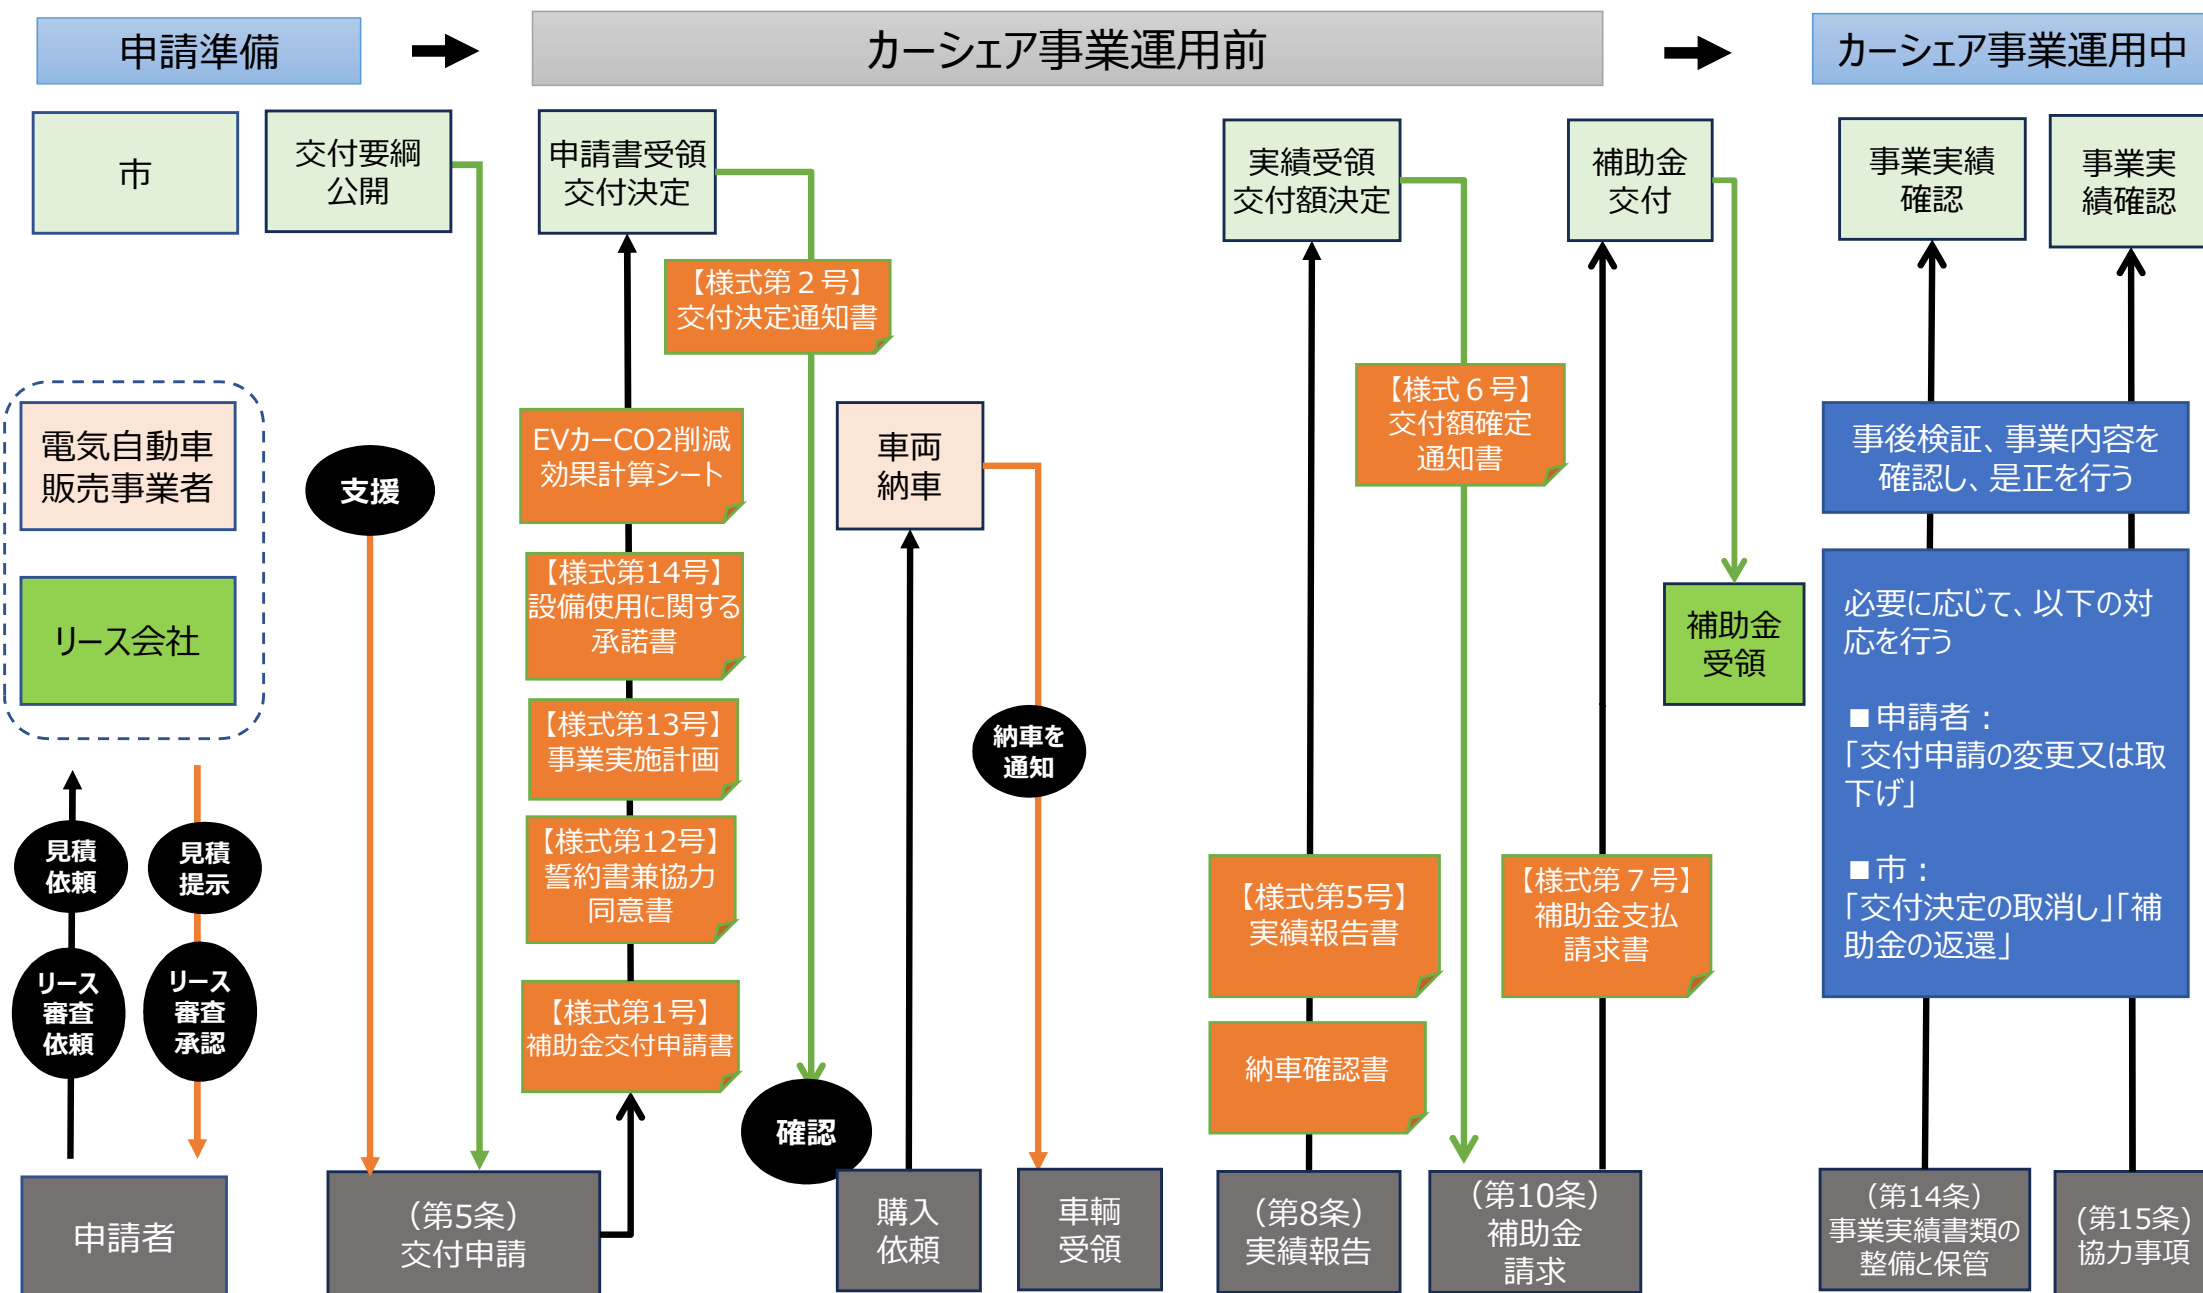 申請準備
カーシェア事業運用前
カーシェア事業運用中
市
交付要綱
公開
申請書受領
交付決定
実績受領
交付額決定
補助金
交付
事業実績
確認
事業実
績確認
【様式第２号】
交付決定通知書
電気自動車
販売事業者
リース会社
支援
EVカーCO2削減
効果計算シート
【様式第14号】
設備使用に関する
承諾書
【様式第13号】
事業実施計画
【様式第12号】
誓約書兼協力
同意書
【様式第1号】
補助金交付申請書
車両
納車
納車を
通知
【様式６号】
交付額確定
通知書
補助金
受領
事後検証、事業内容を
確認し、是正を行う
必要に応じて、以下の対
応を行う
■申請者：
「交付申請の変更又は取
下げ」
■市：
「交付決定の取消し」「補
助金の返還」
見積
依頼
見積
提示
リース
審査
依頼
リース
審査
承認
【様式第5号】
実績報告書
納車確認書
【様式第７号】
補助金支払
請求書
確認
申請者
（第5条）
交付申請
購入
依頼
車輌
受領
（第8条）
実績報告
（第10条）
補助金
請求
（第14条）
事業実績書類の
整備と保管
(第15条)
協力事項